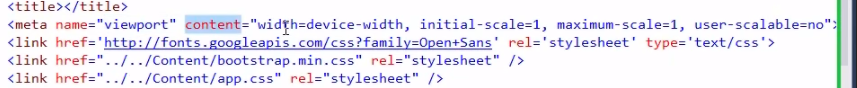 <title></title>
<meta name="viewport" content="width=device-width, initial-scale=1, maximum-scale=1, user-scalable=no">
<link href='http://fonts.googleapis.com/css?family=Open+Sans' rel='stylesheet' type='text/css'>
<link href="../../Content/bootstrap.min.css" rel="stylesheet" />
<link href="../../Content/app.css" rel="stylesheet" />